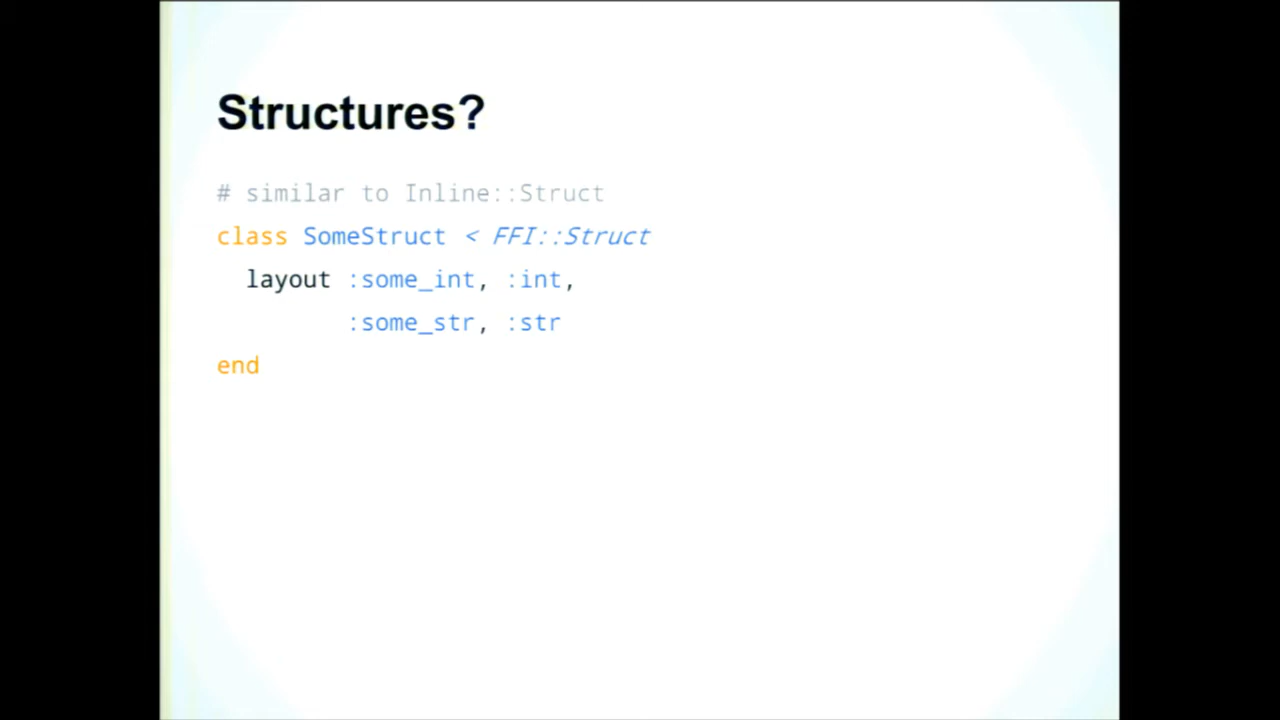 Structures?
# similar to Inline::Struct
class SomeStruct < FFI::Struct
  layout :some_int, :int,
         :some_str, :str
end